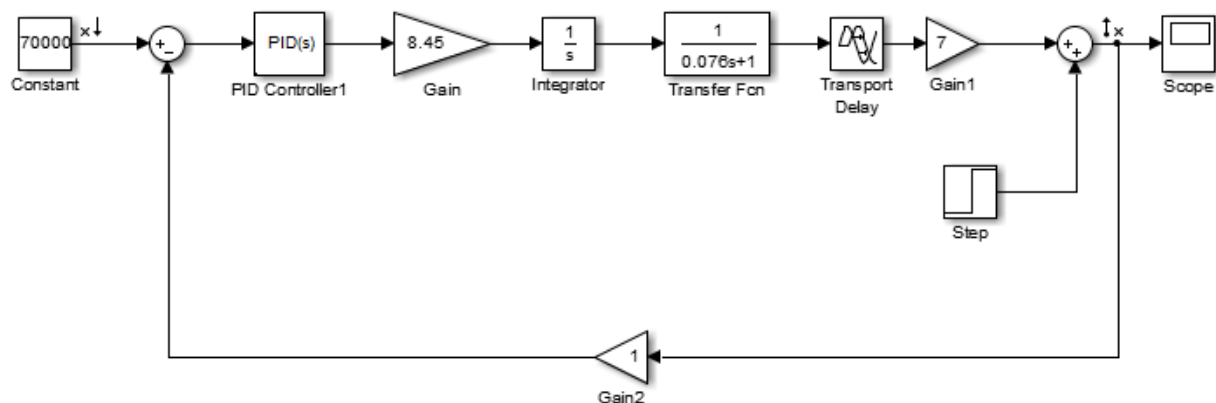 70000
Constant
PID(s)
PID Controller1
8.45
Gain
1
s
Integrator
1
0.076s+1
Transfer Fcn
Transport
Delay
7
Gain1
Scope
Step
1
Gain2